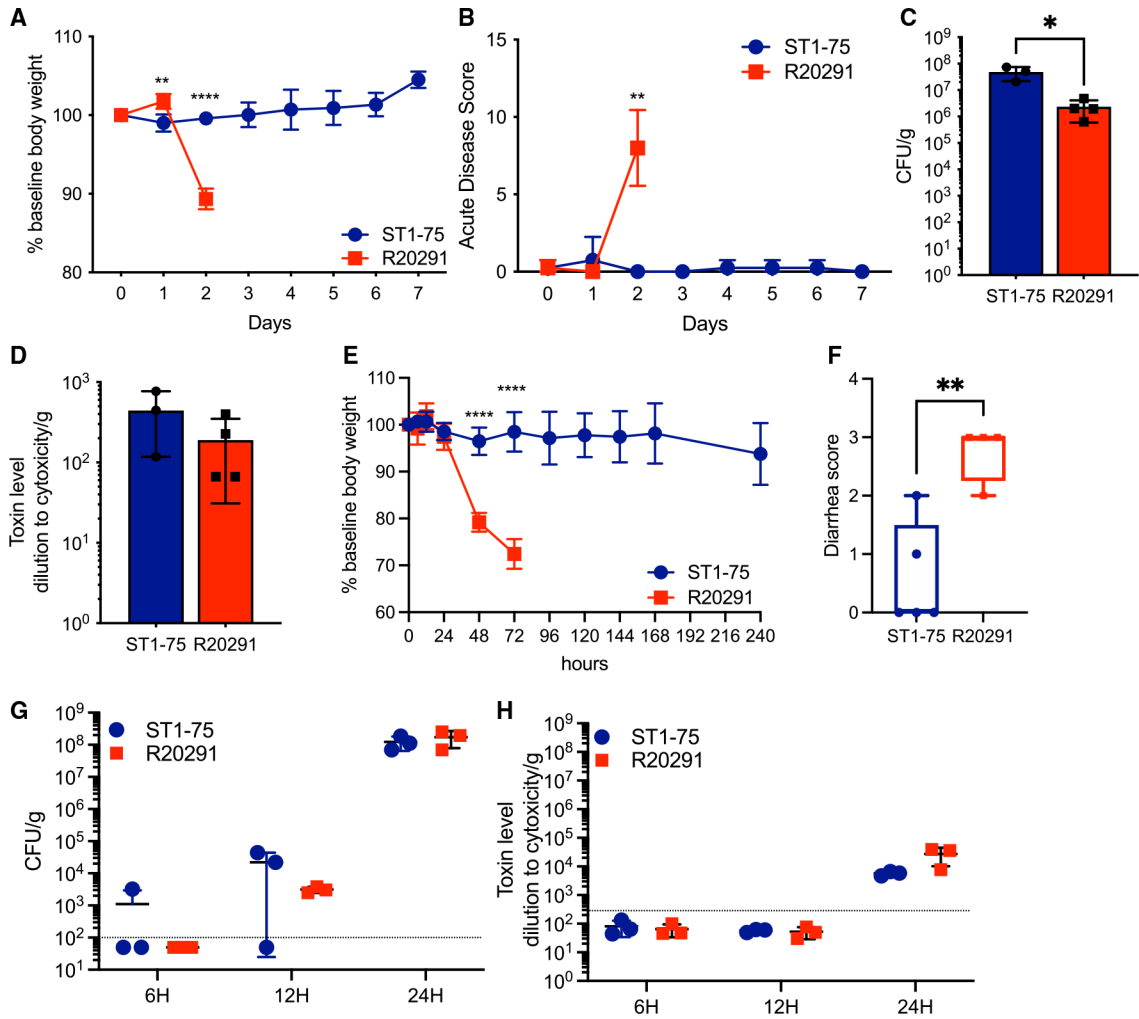 A
110
100
90
80
% baseline body weight
**
****
ST1-75
R20291
0 1 2 3 4 5 6 7
Days
B
15
10
5
0
Acute Disease Score
ST1-75
R20291
**
0 1 2 3 4 5 6 7
Days
C
*
10⁹
10⁸
10⁷
10⁶
10⁵
10⁴
10³
10²
10¹
10⁰
CFU/g
ST1-75 R20291
D
10³
10²
10¹
10⁰
Toxin level
dilution to cytoxicity/g
ST1-75 R20291
E
110
100
90
80
70
60
% baseline body weight
****
****
ST1-75
R20291
0 24 48 72 96 120 144 168 192 216 240
hours
F
**
4
3
2
1
0
Diarrhea score
ST1-75 R20291
G
ST1-75
R20291
10⁹
10⁸
10⁷
10⁶
10⁵
10⁴
10³
10²
10¹
CFU/g
6H 12H 24H
H
ST1-75
R20291
10⁹
10⁸
10⁷
10⁶
10⁵
10⁴
10³
10²
10¹
10⁰
Toxin level
dilution to cytoxicity/g
6H 12H 24H